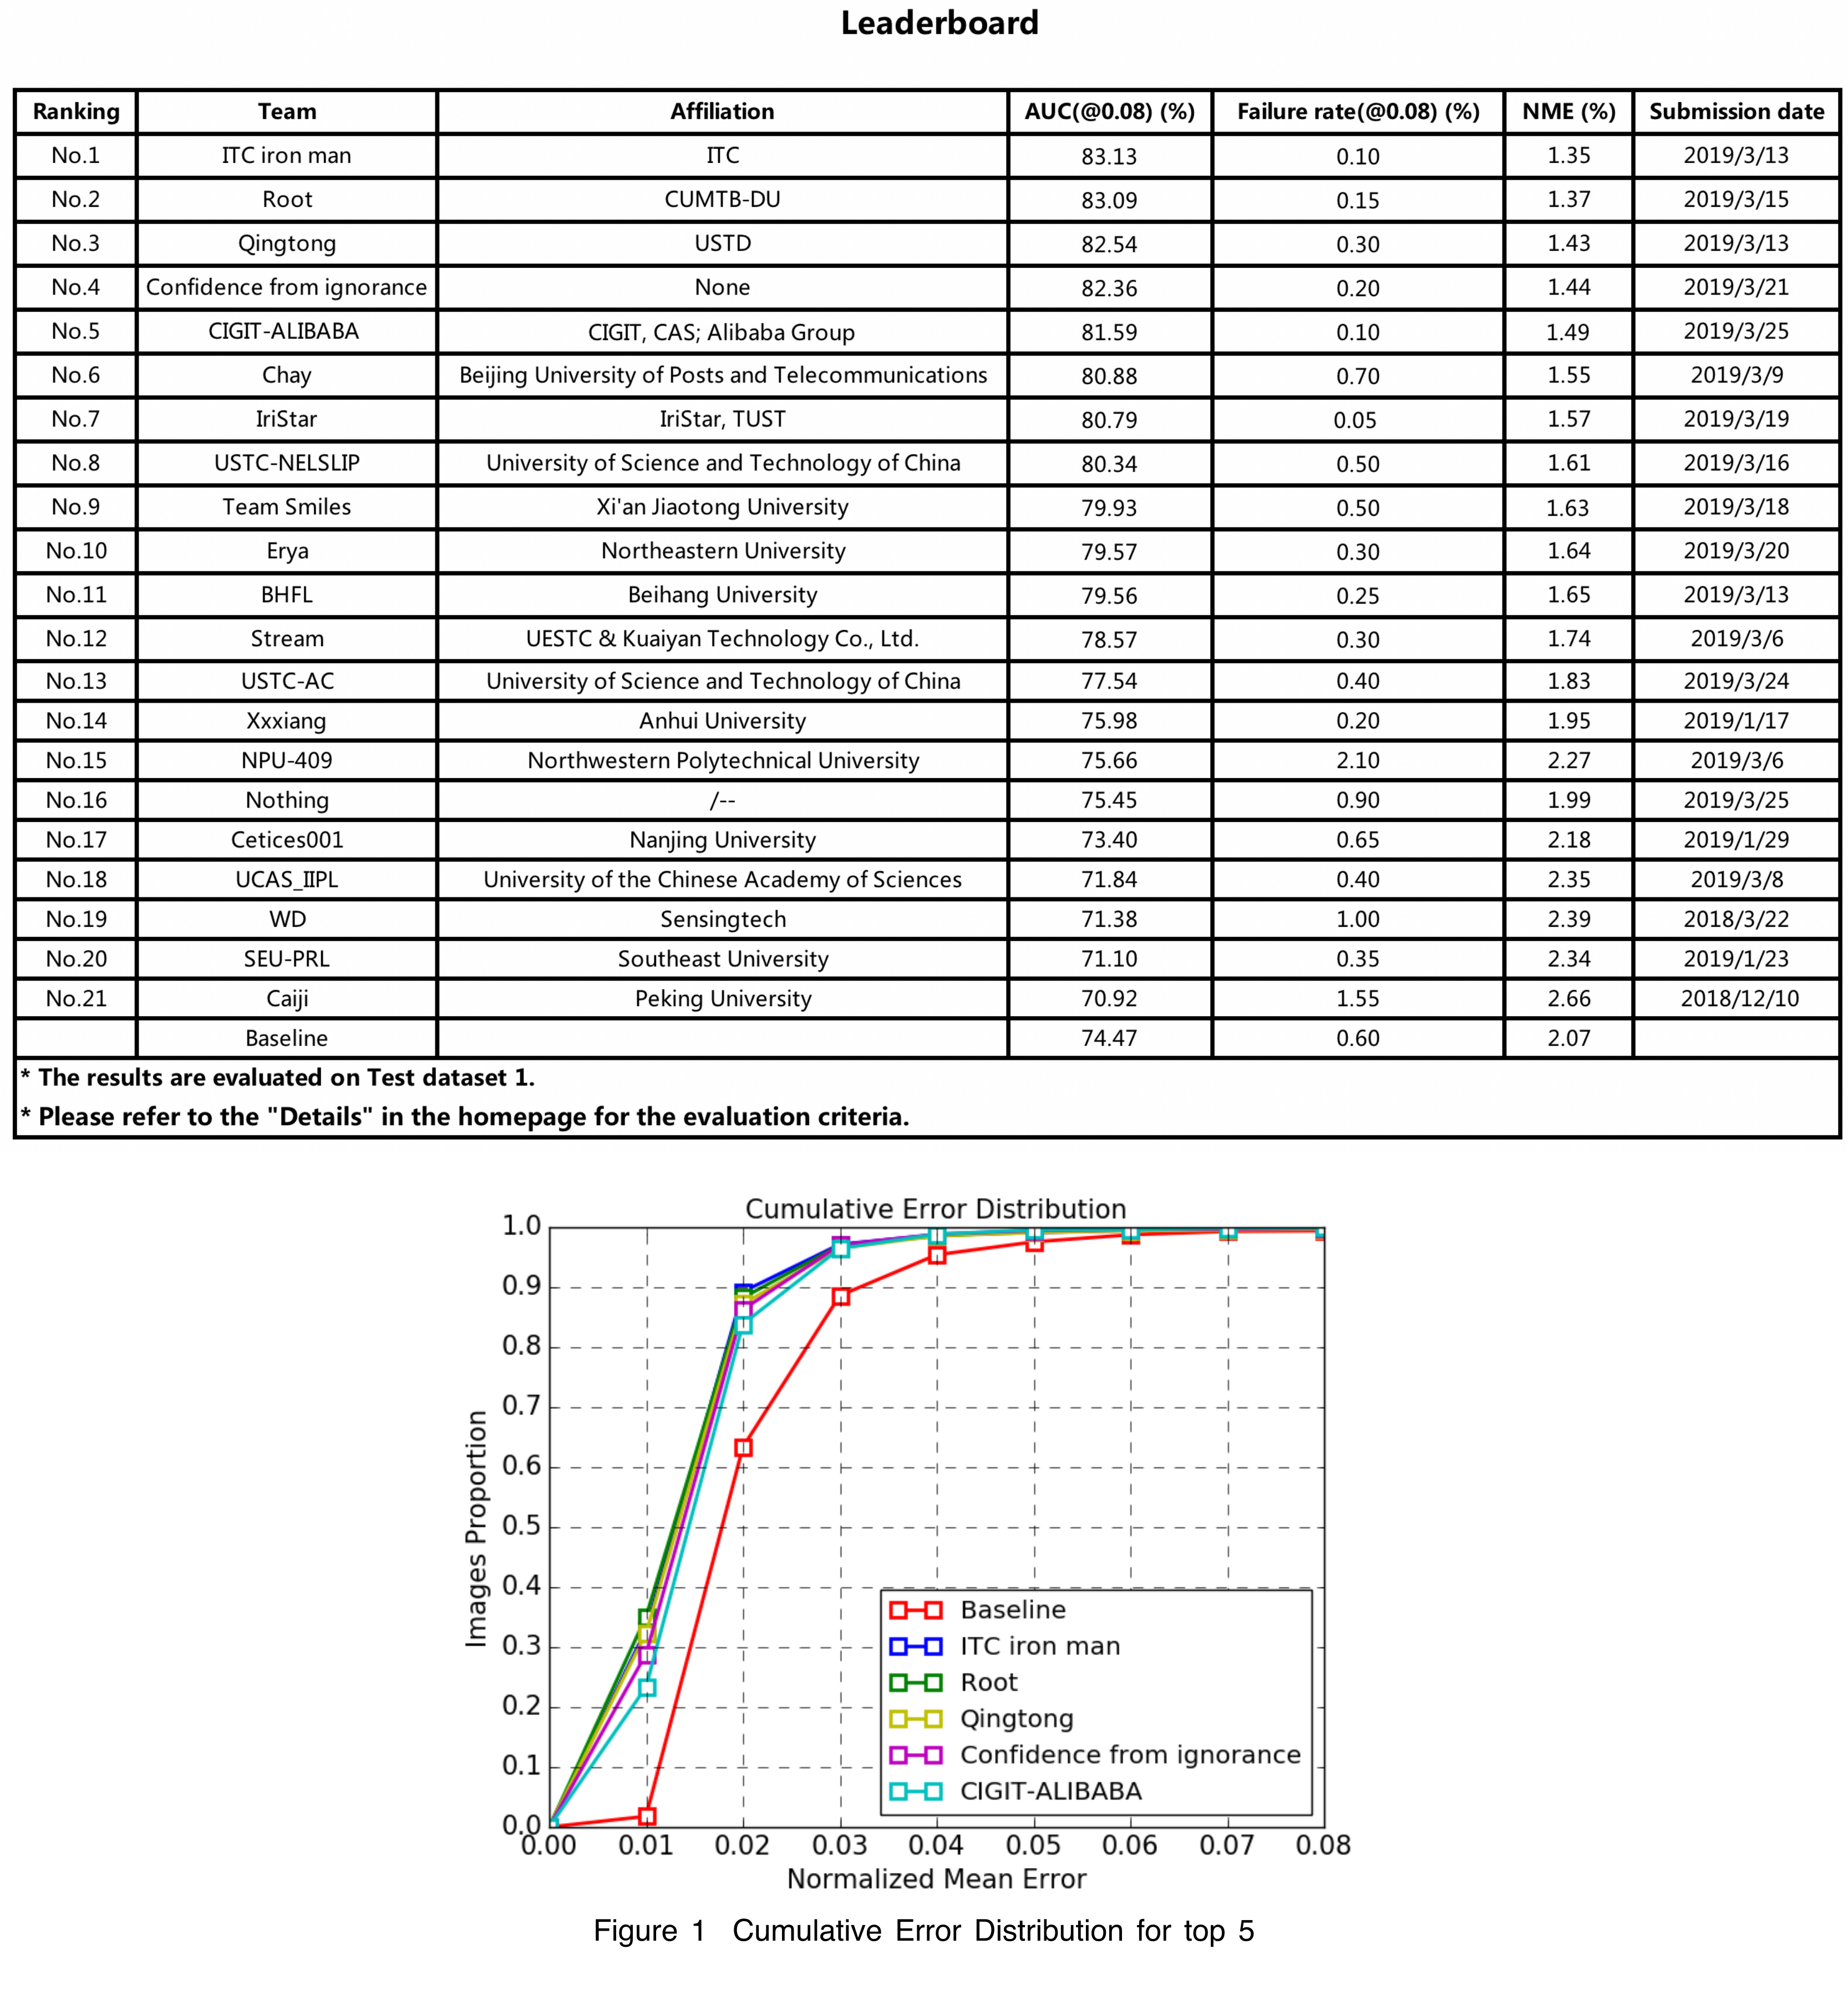 Leaderboard
Ranking Team Affiliation AUC(@0.08) (%) Failure rate(@0.08) (%) NME (%) Submission date
No.1 ITC iron man ITC 83.13 0.10 1.35 2019/3/13
No.2 Root CUMTB-DU 83.09 0.15 1.37 2019/3/15
No.3 Qingtong USTD 82.54 0.30 1.43 2019/3/13
No.4 Confidence from ignorance None 82.36 0.20 1.44 2019/3/21
No.5 CIGIT-ALIBABA CIGIT, CAS; Alibaba Group 81.59 0.10 1.49 2019/3/25
No.6 Chay Beijing University of Posts and Telecommunications 80.88 0.70 1.55 2019/3/9
No.7 IriStar IriStar, TUST 80.79 0.05 1.57 2019/3/19
No.8 USTC-NELSLIP University of Science and Technology of China 80.34 0.50 1.61 2019/3/16
No.9 Team Smiles Xi'an Jiaotong University 79.93 0.50 1.63 2019/3/18
No.10 Erya Northeastern University 79.57 0.30 1.64 2019/3/20
No.11 BHFL Beihang University 79.56 0.25 1.65 2019/3/13
No.12 Stream UESTC & Kuaiyan Technology Co., Ltd. 78.57 0.30 1.74 2019/3/6
No.13 USTC-AC University of Science and Technology of China 77.54 0.40 1.83 2019/3/24
No.14 Xxxiang Anhui University 75.98 0.20 1.95 2019/1/17
No.15 NPU-409 Northwestern Polytechnical University 75.66 2.10 2.27 2019/3/6
No.16 Nothing /-- 75.45 0.90 1.99 2019/3/25
No.17 Cetices001 Nanjing University 73.40 0.65 2.18 2019/1/29
No.18 UCAS_IIPL University of the Chinese Academy of Sciences 71.84 0.40 2.35 2019/3/8
No.19 WD Sensingtech 71.38 1.00 2.39 2018/3/22
No.20 SEU-PRL Southeast University 71.10 0.35 2.34 2019/1/23
No.21 Caiji Peking University 70.92 1.55 2.66 2018/12/10
Baseline 74.47 0.60 2.07
* The results are evaluated on Test dataset 1.
* Please refer to the "Details" in the homepage for the evaluation criteria.
Cumulative Error Distribution
1.0
0.9
0.8
0.7
0.6
0.5
0.4
0.3
0.2
0.1
0.0
Images Proportion
Baseline
ITC iron man
Root
Qingtong
Confidence from ignorance
CIGIT-ALIBABA
0.00 0.01 0.02 0.03 0.04 0.05 0.06 0.07 0.08
Normalized Mean Error
Figure 1 Cumulative Error Distribution for top 5